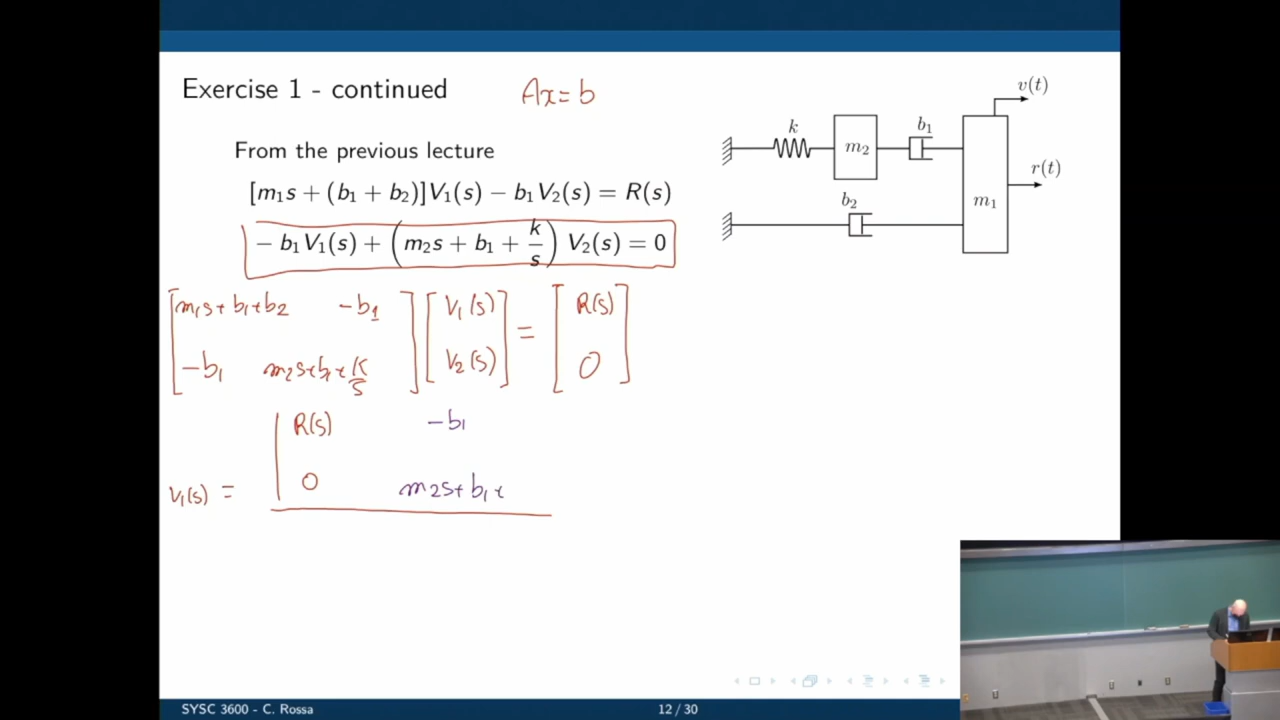 Exercise 1 - continued
Ax = b
From the previous lecture
[m₁s + (b₁ + b₂)]V₁(s) − b₁V₂(s) = R(s)
− b₁V₁(s) + (m₂s + b₁ + k/s) V₂(s) = 0
k
m₂
b₁
v(t)
r(t)
b₂
m₁
[m₁s+b₁+b₂ −b₁] [V₁(s)] = [R(s)]
[−b₁ m₂s+b₁+k/s] [V₂(s)] [0]
| R(s) −b₁
V₁(s) = | 0 m₂s+b₁+
SYSC 3600 - C. Rossa
12 / 30